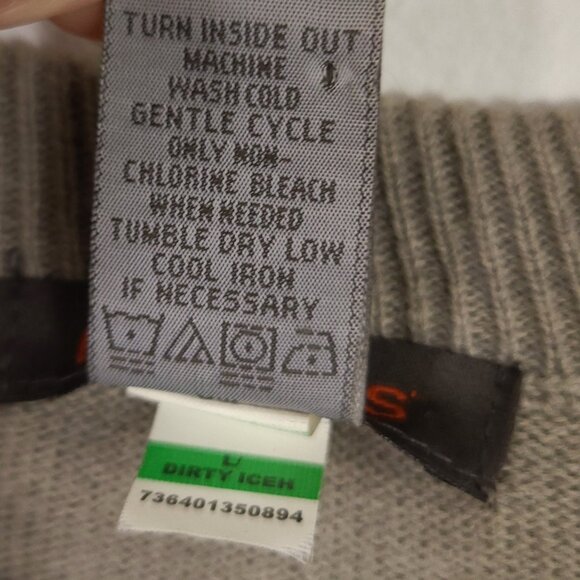 TURN INSIDE OUT
MACHINE
WASH COLD
GENTLE CYCLE
ONLY NON-
CHLORINE BLEACH
WHEN NEEDED
TUMBLE DRY LOW
COOL IRON
IF NECESSARY
S
DIRTY ICEH
736401350894